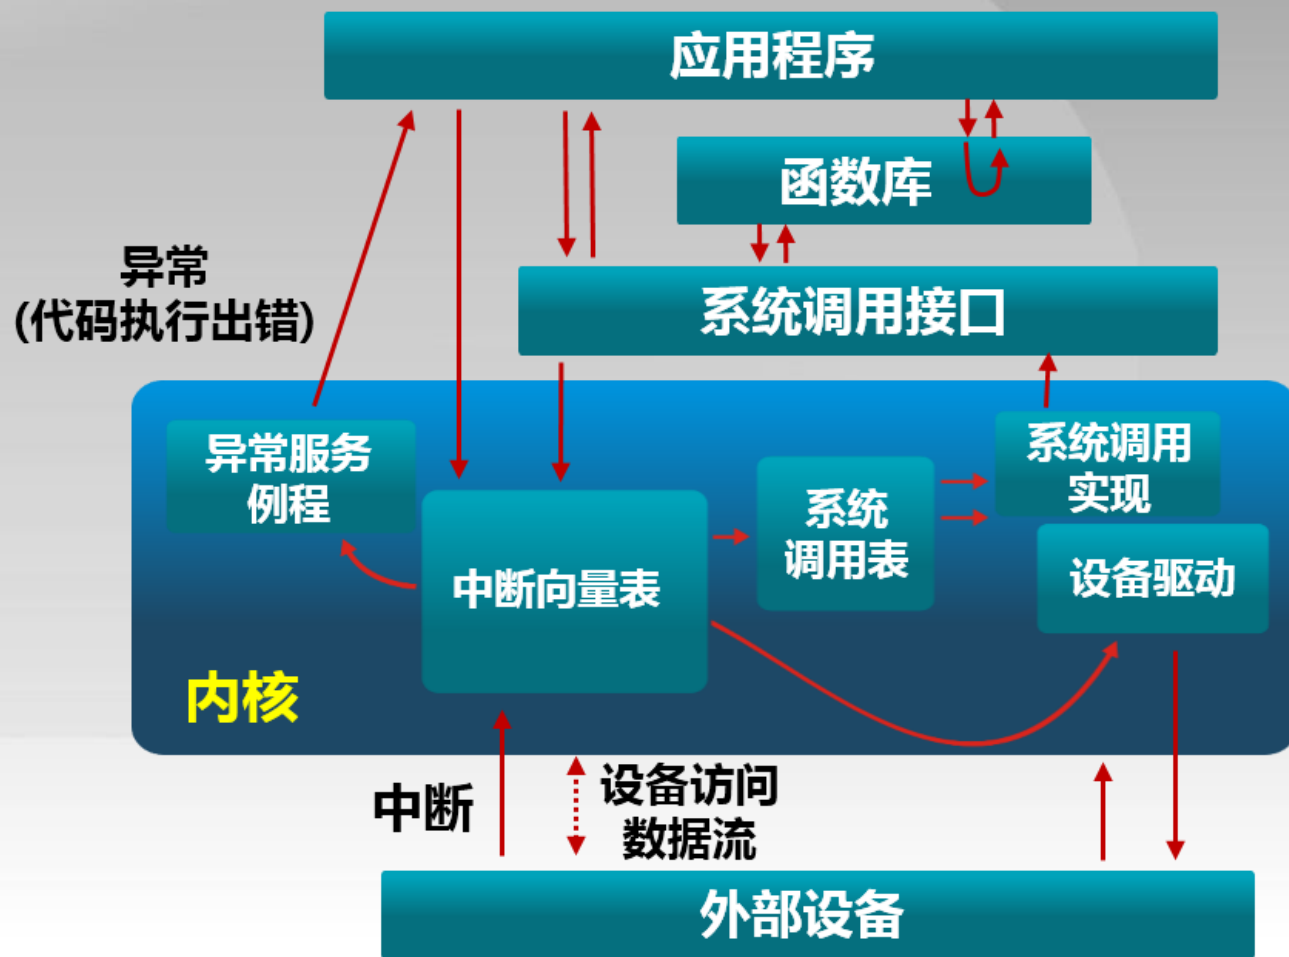 应用程序
函数库
异常
(代码执行出错)
系统调用接口
异常服务
例程
中断向量表
系统
调用表
系统调用
实现
设备驱动
内核
中断
设备访问
数据流
外部设备